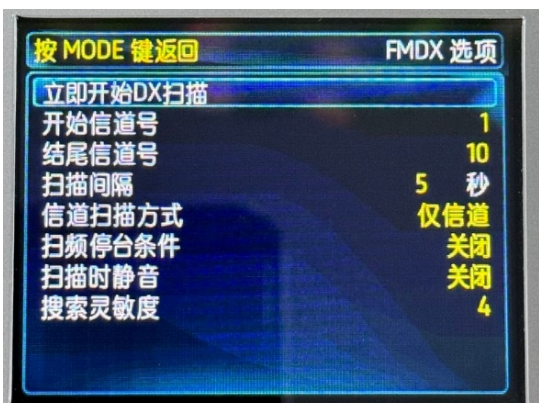 按 MODE 键返回 FMDX 选项
立即开始DX扫描
开始信道号 1
结尾信道号 10
扫描间隔 5 秒
信道扫描方式 仅信道
扫频停台条件 关闭
扫描时静音 关闭
搜索灵敏度 4